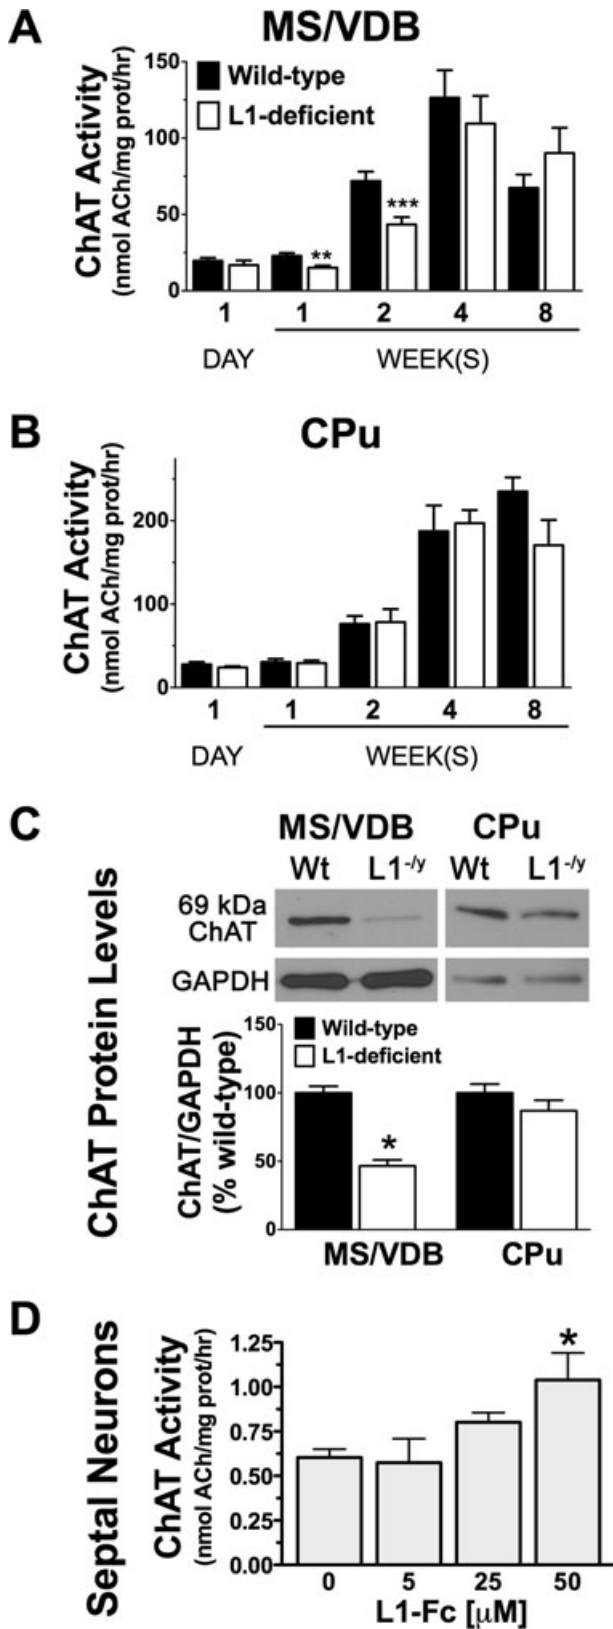 A
MS/VDB
ChAT Activity
(nmol ACh/mg prot/hr)
150
100
50
0
Wild-type
L1-deficient
**
***
1 1 2 4 8
DAY WEEK(S)
B
CPu
ChAT Activity
(nmol ACh/mg prot/hr)
200
100
0
1 1 2 4 8
DAY WEEK(S)
C
ChAT Protein Levels
MS/VDB CPu
Wt L1-/y Wt L1-/y
69 kDa
ChAT
GAPDH
ChAT/GAPDH
(% wild-type)
150
100
50
0
Wild-type
L1-deficient
*
MS/VDB CPu
D
Septal Neurons
ChAT Activity
(nmol ACh/mg prot/hr)
1.25
1.00
0.75
0.50
0.25
0.00
*
0 5 25 50
L1-Fc [µM]